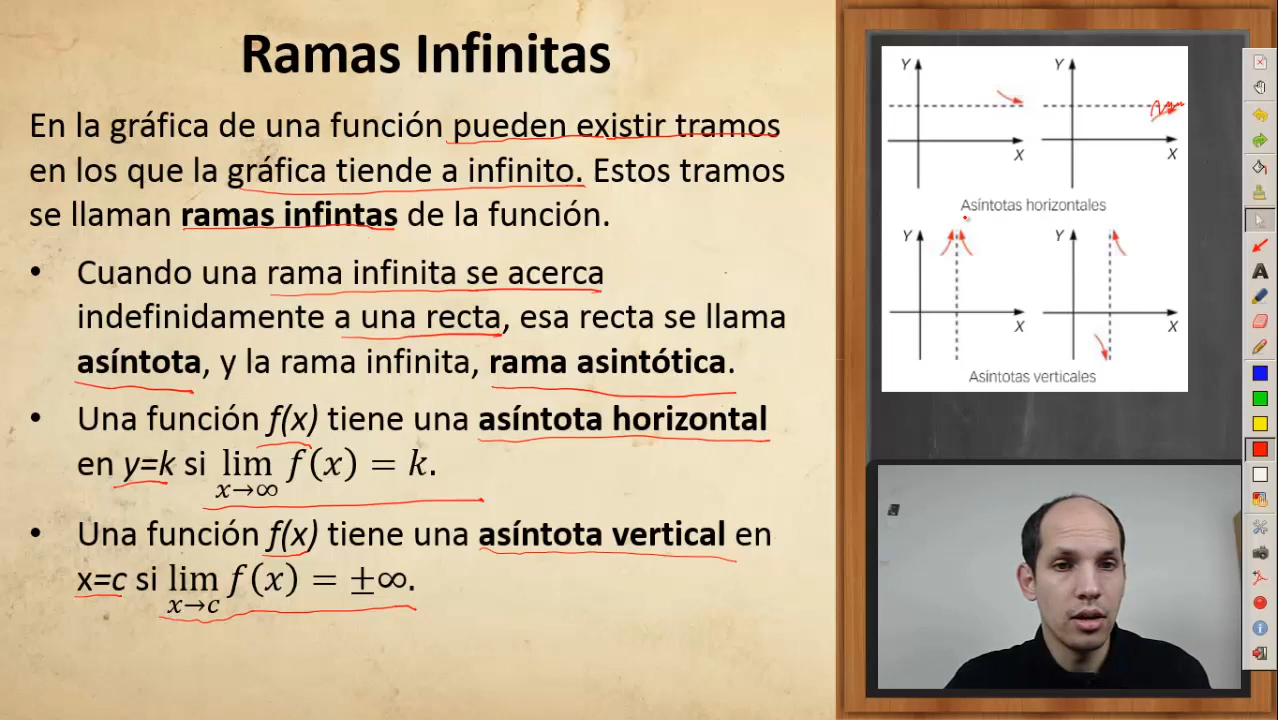 Ramas Infinitas
En la gráfica de una función pueden existir tramos
en los que la gráfica tiende a infinito. Estos tramos
se llaman ramas infintas de la función.
• Cuando una rama infinita se acerca
indefinidamente a una recta, esa recta se llama
asíntota, y la rama infinita, rama asintótica.
• Una función f(x) tiene una asíntota horizontal
en y=k si lim f(x) = k.
x→∞
• Una función f(x) tiene una asíntota vertical en
x=c si lim f(x) = ±∞.
x→c
Y Y
X X
Asíntotas horizontales
Y Y
X X
Asíntotas verticales
A